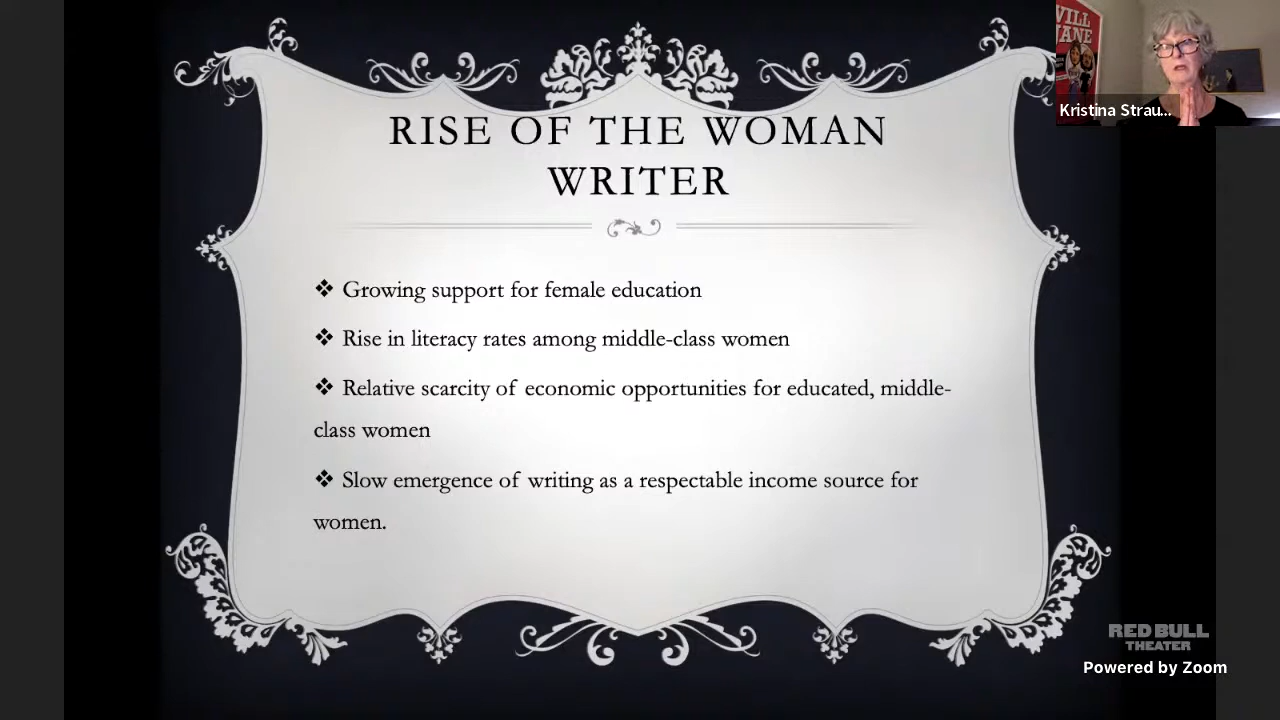 RISE OF THE WOMAN
WRITER
❖ Growing support for female education
❖ Rise in literacy rates among middle-class women
❖ Relative scarcity of economic opportunities for educated, middle-
class women
❖ Slow emergence of writing as a respectable income source for
women.
WILL
JANE
Kristina Strau...
RED BULL
THEATER
Powered by Zoom